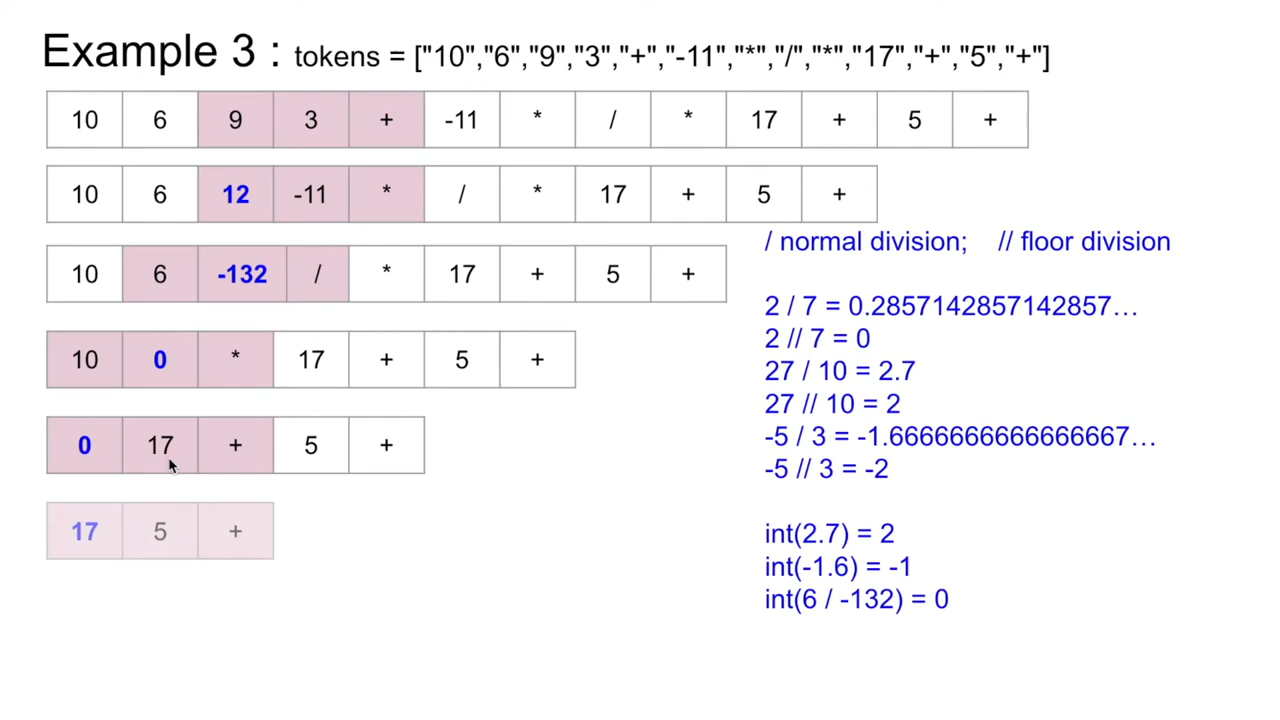 Example 3 : tokens = ["10","6","9","3","+","-11","*","/","*","17","+","5","+"]
10 6 9 3 + -11 * / * 17 + 5 +
10 6 12 -11 * / * 17 + 5 +
/ normal division; // floor division
10 6 -132 / * 17 + 5 +
2 / 7 = 0.2857142857142857…
2 // 7 = 0
10 0 * 17 + 5 +
27 / 10 = 2.7
27 // 10 = 2
0 17 + 5 +
-5 / 3 = -1.6666666666666667…
-5 // 3 = -2
17 5 +
int(2.7) = 2
int(-1.6) = -1
int(6 / -132) = 0